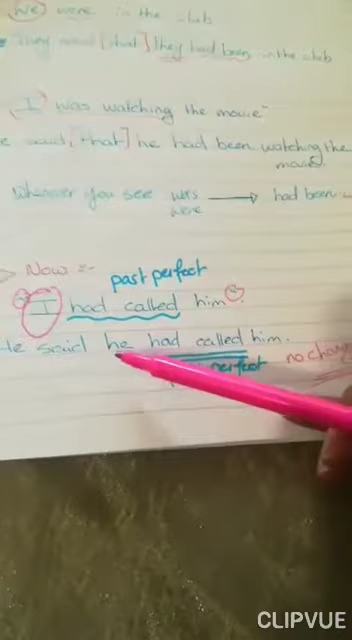 "We" were in the club
They said [that] they had been in the club
"I was watching the movie"
said, [that] he had been watching the
movie.
Whenever you see was → had been
were
Now :-
past perfect
"I had called him".
He said he had called him.
perfect no change
CLIPVUE